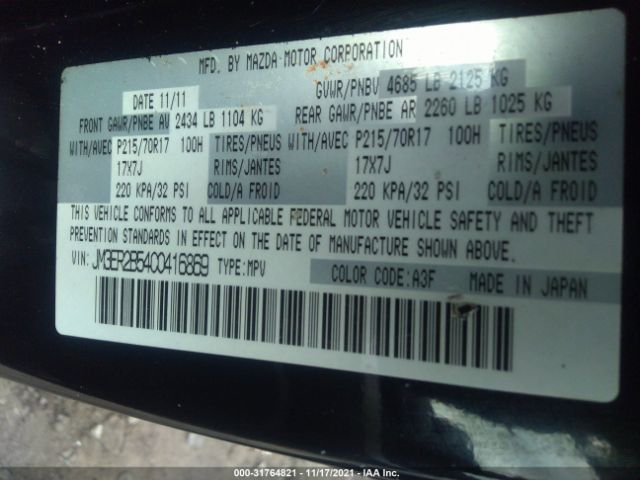 MFD. BY MAZDA MOTOR CORPORATION
DATE 11/11 GVWR/PNBV 4685 LB 2125 KG
FRONT GAWR/PNBE AV 2434 LB 1104 KG REAR GAWR/PNBE AR 2260 LB 1025 KG
WITH/AVEC P215/70R17 100H TIRES/PNEUS WITH/AVEC P215/70R17 100H TIRES/PNEUS
17X7J RIMS/JANTES 17X7J RIMS/JANTES
220 KPA/32 PSI COLD/A FROID 220 KPA/32 PSI COLD/A FROID
THIS VEHICLE CONFORMS TO ALL APPLICABLE FEDERAL MOTOR VEHICLE SAFETY AND THEFT
PREVENTION STANDARDS IN EFFECT ON THE DATE OF MANUFACTURE SHOWN ABOVE.
VIN: JM3ER2B54C0416869 TYPE: MPV COLOR CODE: A3F MADE IN JAPAN
000-31764821 - 11/17/2021 - IAA Inc.